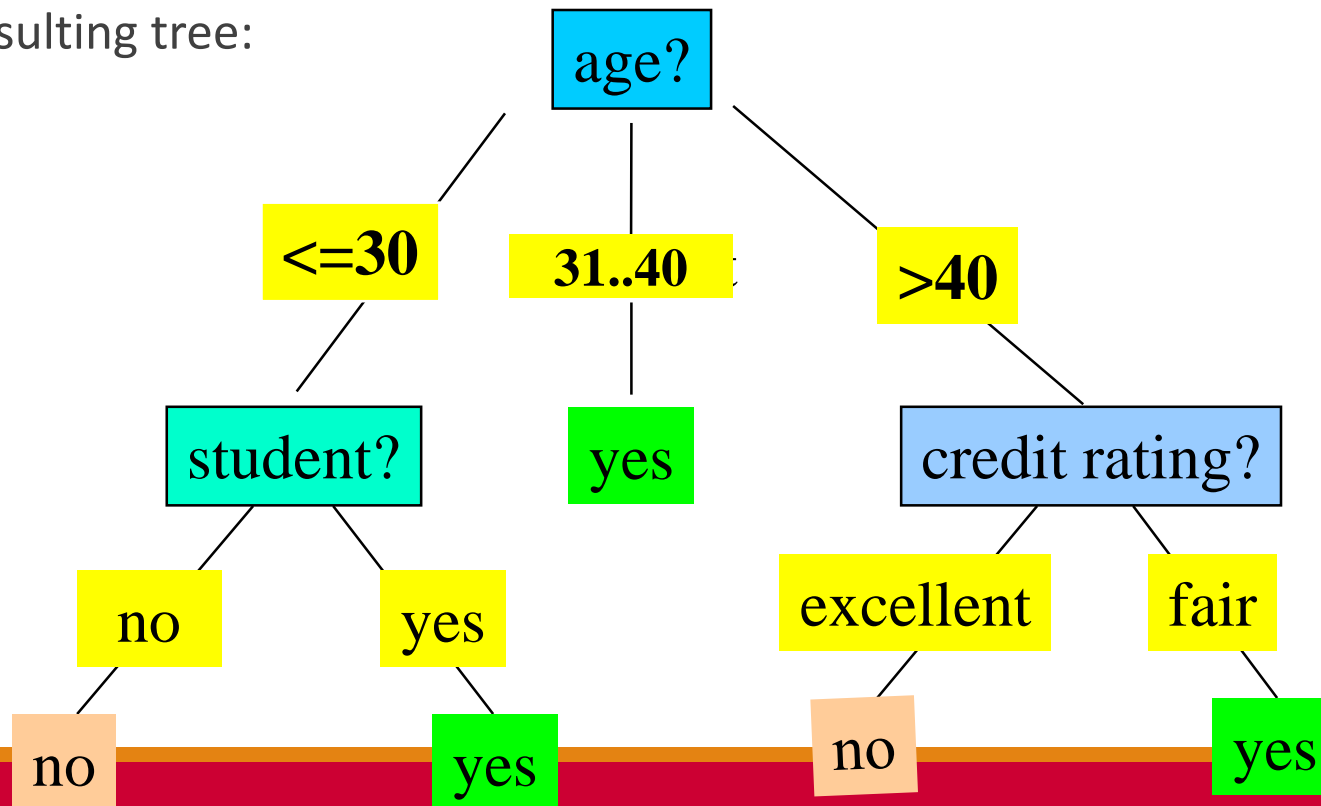 sulting tree:
age?
<=30
31..40
>40
student?
yes
credit rating?
no
yes
excellent
fair
no
yes
no
yes